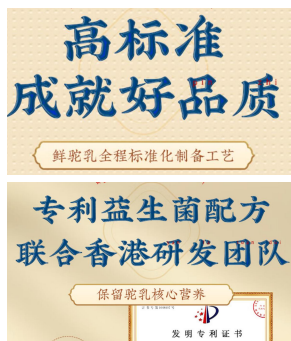 高标准
成就好品质
鲜驼乳全程标准化制备工艺
专利益生菌配方
联合香港研发团队
保留驼乳核心营养
发明专利证书